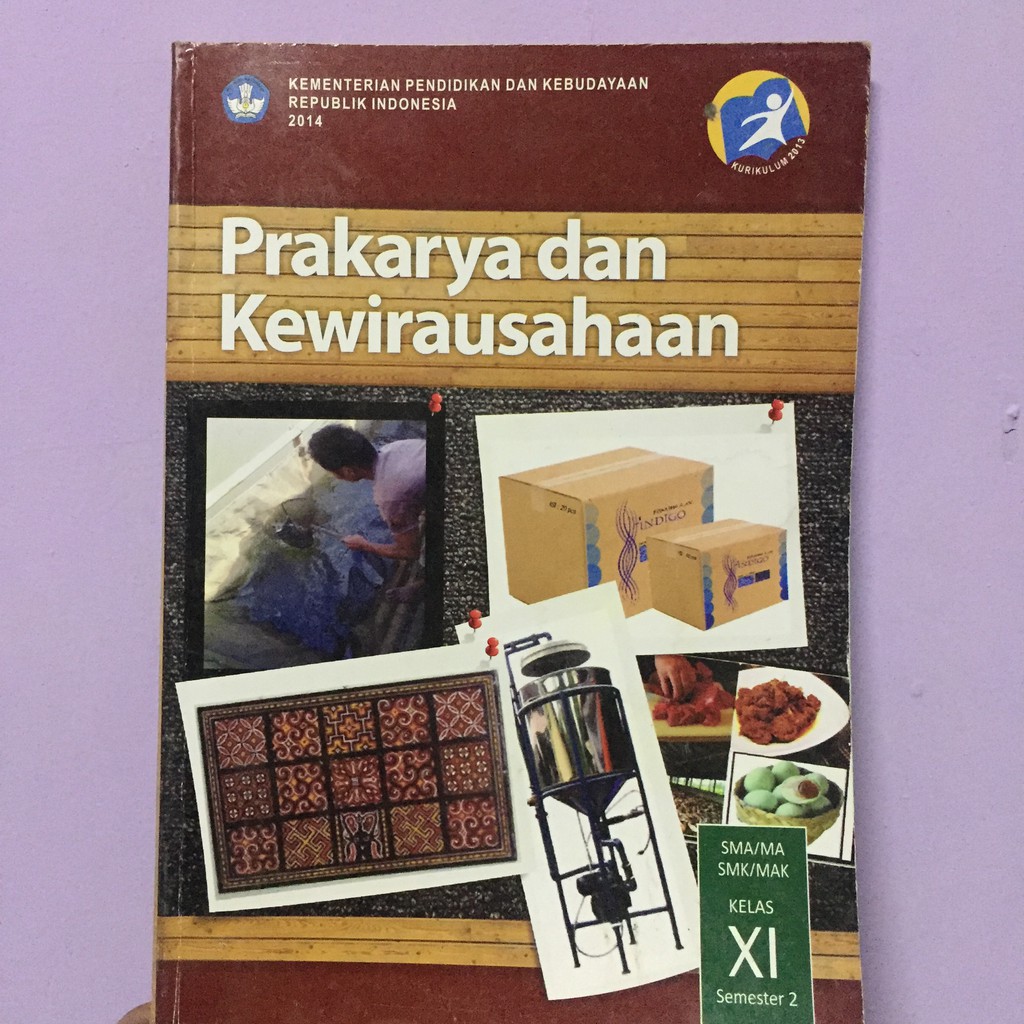 KEMENTERIAN PENDIDIKAN DAN KEBUDAYAAN
REPUBLIK INDONESIA
2014
KURIKULUM 2013
Prakarya dan
Kewirausahaan
INDIGO
SMA/MA
SMK/MAK
KELAS
XI
Semester 2